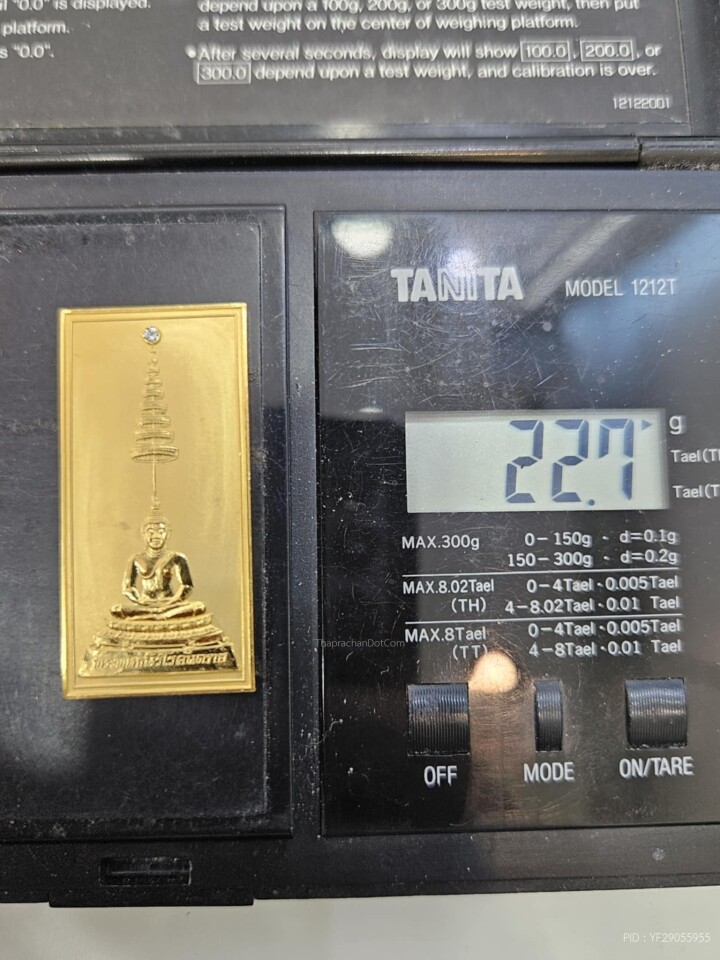 "0.0" is displayed.
platform.
"0.0".
depend upon a 100g, 200g, or 300g test weight, then put
a test weight on the center of weighing platform.
•After several seconds, display will show 100.0, 200.0, or
300.0 depend upon a test weight, and calibration is over.
12122001
TANITA MODEL 1212T
22.7 g
Tael(T
Tael(T
MAX.300g 0-150g · d=0.1g
150-300g · d=0.2g
MAX.8.02Tael 0-4Tael·0.005Tael
(TH) 4-8.02Tael·0.01 Tael
ThaprachanDotCom
MAX.8Tael 0-4Tael·0.005Tael
(TT) 4-8Tael·0.01 Tael
OFF MODE ON/TARE
PID : YF29055955